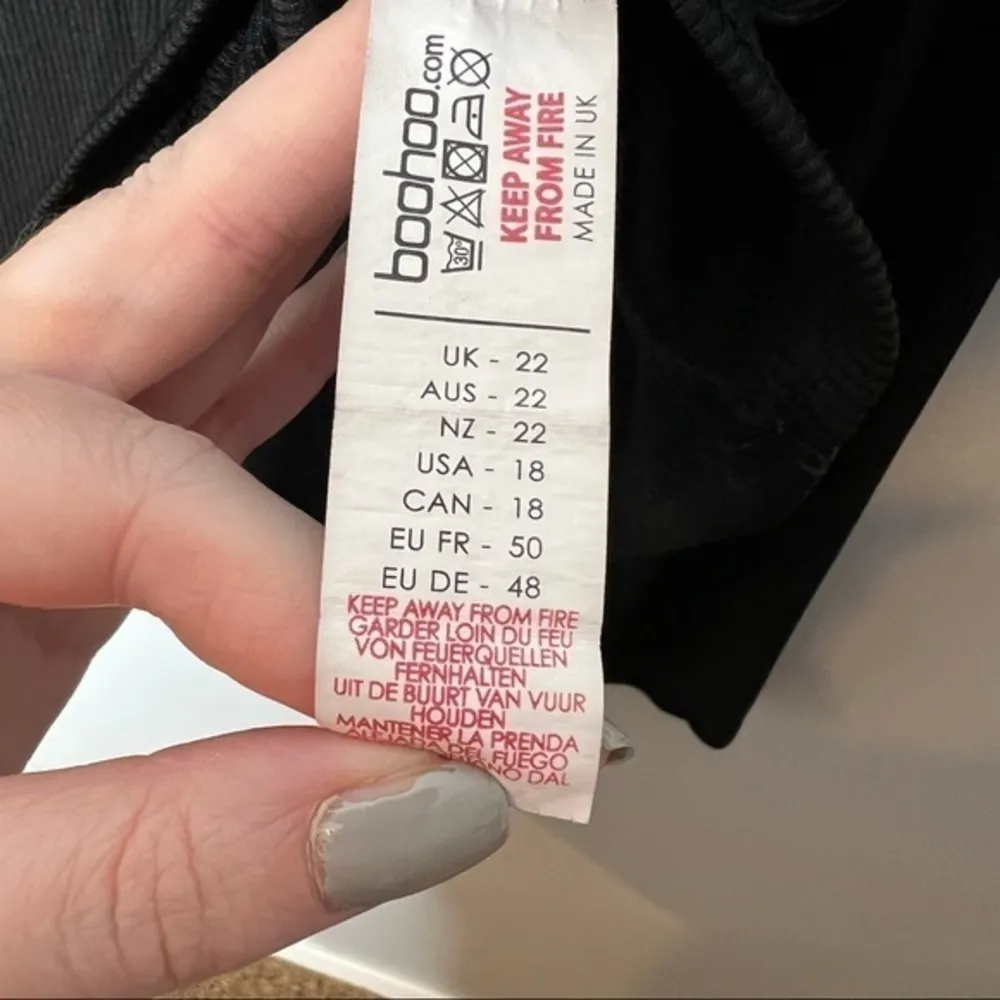 boohoo.com
30°
KEEP AWAY
FROM FIRE
MADE IN UK
UK - 22
AUS - 22
NZ - 22
USA - 18
CAN - 18
EU FR - 50
EU DE - 48
KEEP AWAY FROM FIRE
GARDER LOIN DU FEU
VON FEUERQUELLEN
FERNHALTEN
UIT DE BUURT VAN VUUR
HOUDEN
MANTENER LA PRENDA
DEL FUEGO
DAL